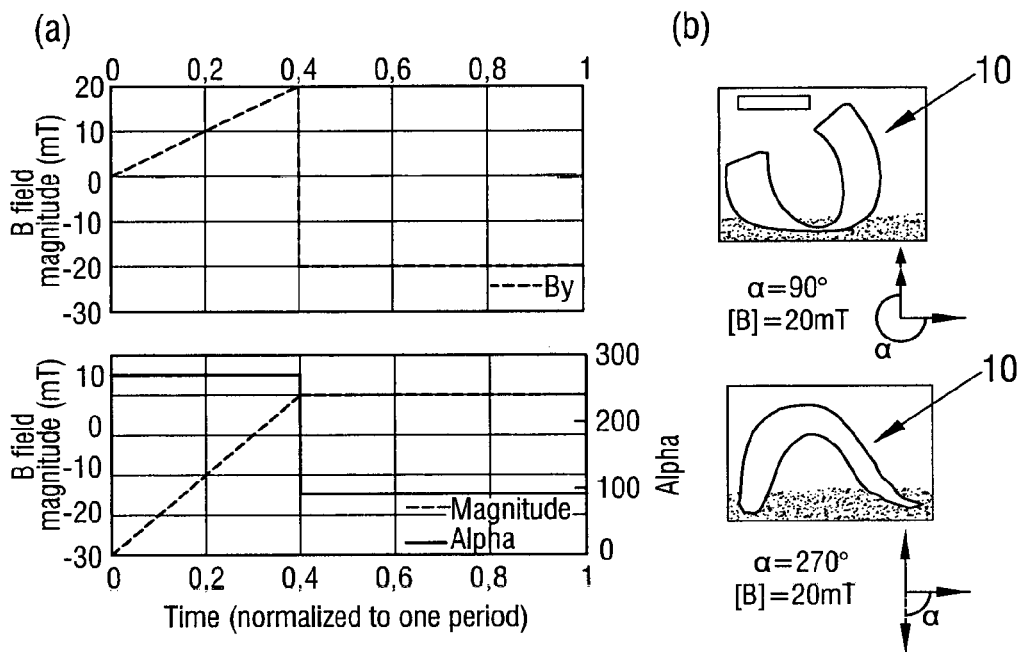 (a)
0 0,2 0,4 0,6 0,8 1
20
10
0
-10
-20
-30
B field
magnitude (mT)
By
10
0
-10
-20
-30
B field
magnitude (mT)
300
200
100
0
Alpha
Magnitude
Alpha
0 0,2 0,4 0,6 0,8 1
Time (normalized to one period)
(b)
10
α=90°
[B]=20mT
α
10
α=270°
[B]=20mT
α